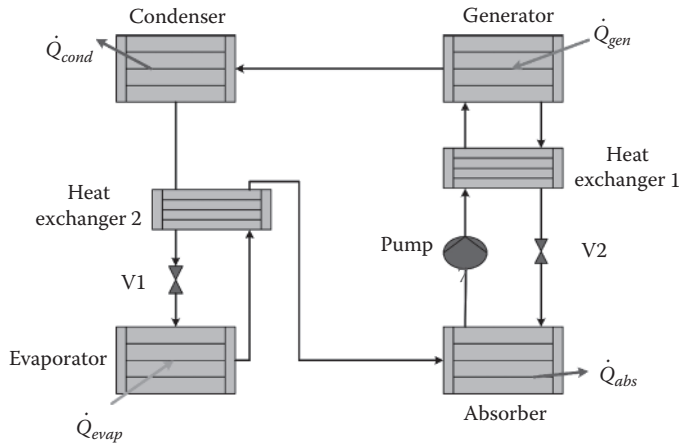 Condenser
Generator
Q̇cond
Q̇gen
Heat
exchanger 2
Heat
exchanger 1
Pump
V2
V1
Evaporator
Q̇abs
Absorber
Q̇evap